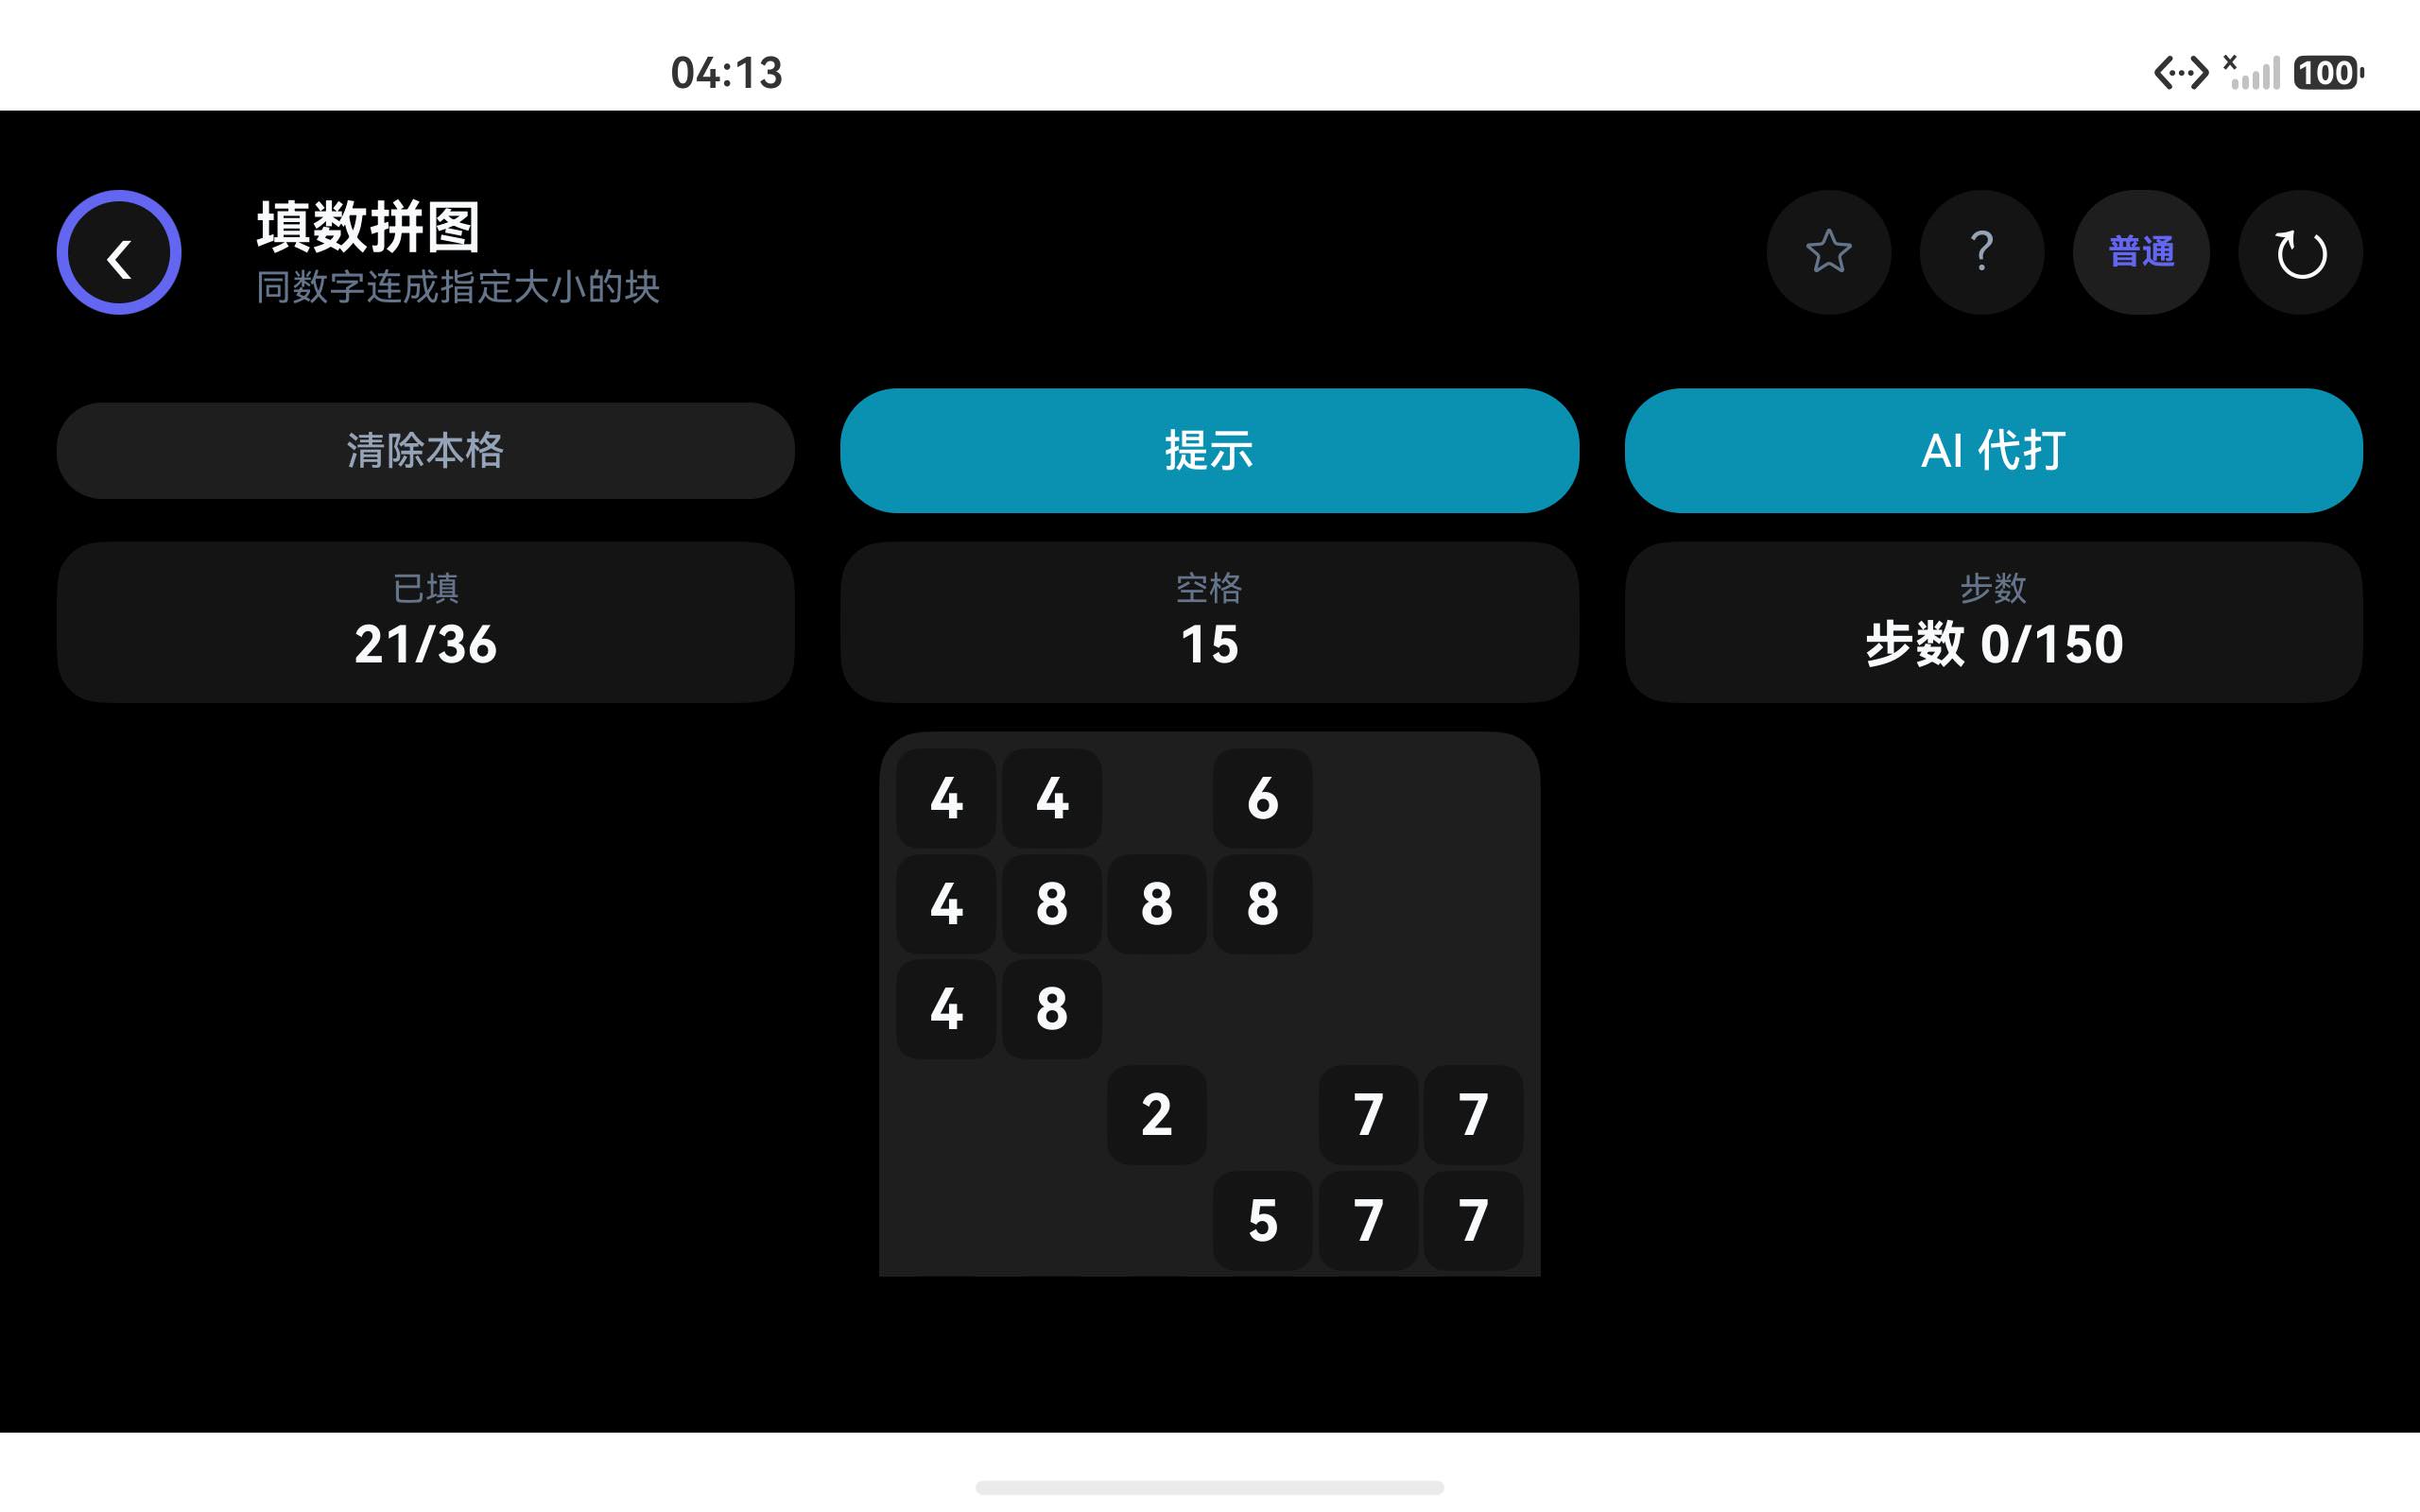 04:13
100
填数拼图
同数字连成指定大小的块
?
普通
清除本格
提示
AI 代打
已填
21/36
空格
15
步数
步数 0/150
4 4 6
4 8 8 8
4 8
2 7 7
5 7 7